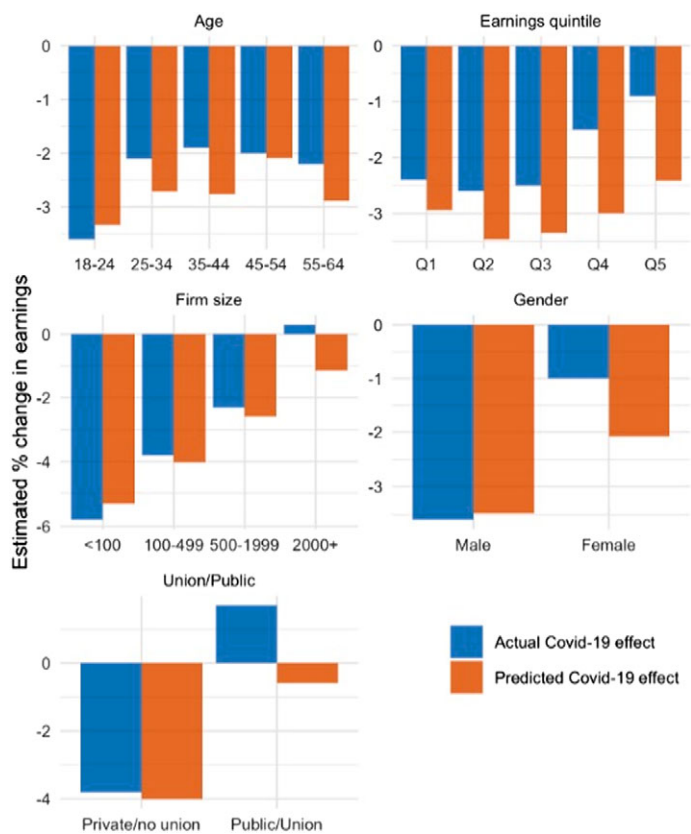 Estimated % change in earnings
Age
0
-1
-2
-3
18-24 25-34 35-44 45-54 55-64
Earnings quintile
0
-1
-2
-3
Q1 Q2 Q3 Q4 Q5
Firm size
0
-2
-4
-6
<100 100-499 500-1999 2000+
Gender
0
-1
-2
-3
Male Female
Union/Public
0
-2
-4
Private/no union Public/Union
Actual Covid-19 effect
Predicted Covid-19 effect